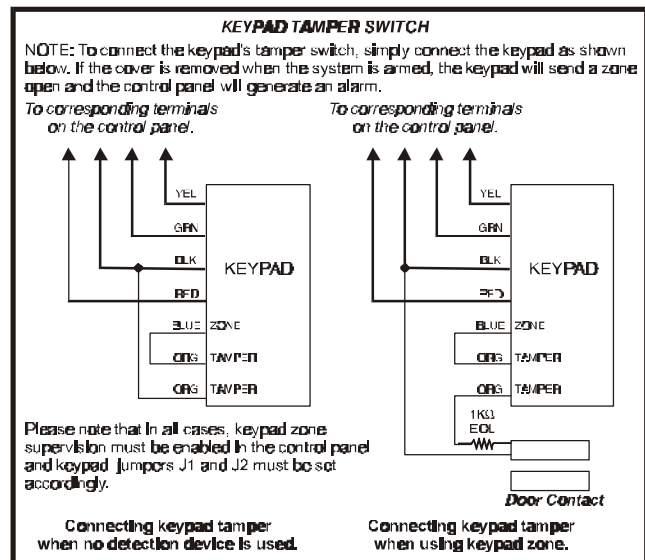 KEYPAD TAMPER SWITCH
NOTE: To connect the keypad's tamper switch, simply connect the keypad as shown
below. If the cover is removed when the system is armed, the keypad will send a zone
open and the control panel will generate an alarm.
To corresponding terminals
on the control panel.
YEL
GRN
BLK
RED
BLUE ZONE
ORG TAMPER
ORG TAMPER
KEYPAD
Please note that in all cases, keypad zone
supervision must be enabled in the control panel
and keypad jumpers J1 and J2 must be set
accordingly.
Connecting keypad tamper
when no detection device is used.
To corresponding terminals
on the control panel.
YEL
GRN
BLK
RED
BLUE ZONE
ORG TAMPER
ORG TAMPER
KEYPAD
1KΩ
EOL
Door Contact
Connecting keypad tamper
when using keypad zone.